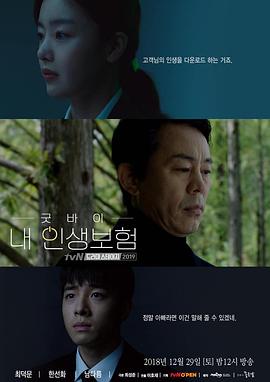 고객님의 인생을 다운로드 하는 거죠.
굿바이
내 인생보험
tvN 드라마 스테이지 2019
정말 아빠라면 이건 말해 줄 수 있겠네.
2018년 12월 29일 [토] 밤 12시 방송
최덕문 | 한선화 | 남다름